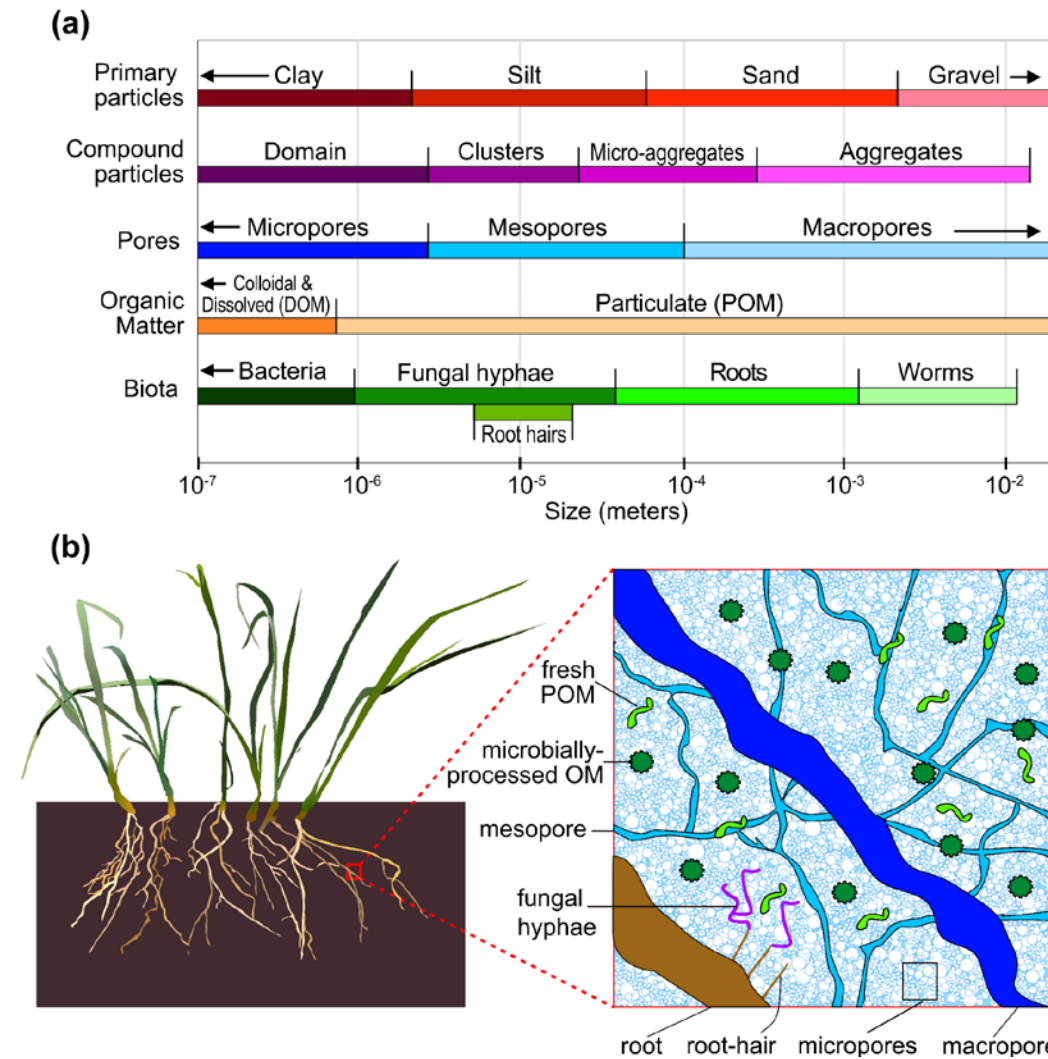 (a)
Primary
particles
Clay
Silt
Sand
Gravel
Compound
particles
Domain
Clusters
Micro-aggregates
Aggregates
Pores
Micropores
Mesopores
Macropores
Organic
Matter
Colloidal &
Dissolved (DOM)
Particulate (POM)
Biota
Bacteria
Fungal hyphae
Roots
Worms
Root hairs
10-7
10-6
10-5
10-4
10-3
10-2
Size (meters)
(b)
fresh
POM
microbially-
processed OM
mesopore
fungal
hyphae
root
root-hair
micropores
macropore